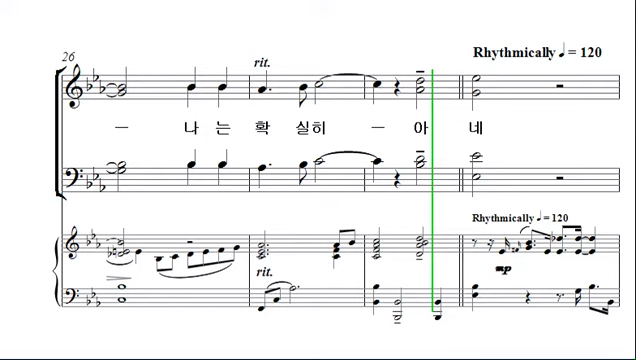 Rhythmically ♩= 120
26
rit.
— 나 는 확 실히 — 아 네
Rhythmically ♩= 120
mp
rit.